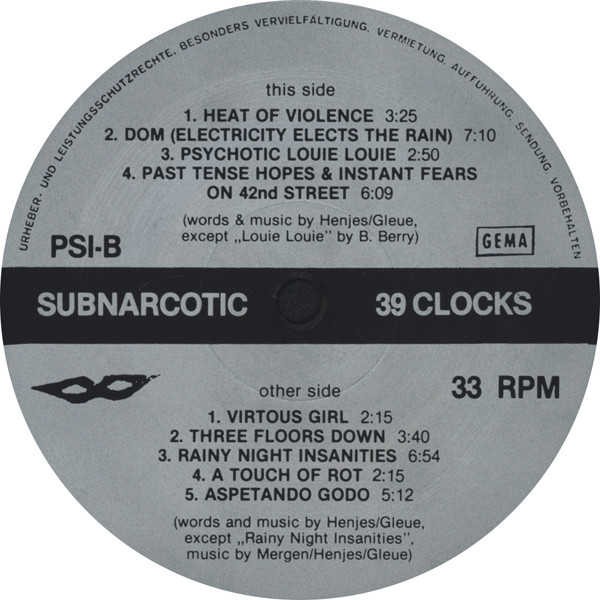 URHEBER- UND LEISTUNGSSCHUTZRECHTE, BESONDERS VERVIELFÄLTIGUNG, VERMIETUNG, AUFFÜHRUNG, SENDUNG, VORBEHALTEN
this side
1. HEAT OF VIOLENCE 3:25
2. DOM (ELECTRICITY ELECTS THE RAIN) 7:10
3. PSYCHOTIC LOUIE LOUIE 2:50
4. PAST TENSE HOPES & INSTANT FEARS
ON 42nd STREET 6:09
(words & music by Henjes/Gleue,
except „Louie Louie" by B. Berry)
PSI-B
GEMA
SUBNARCOTIC 39 CLOCKS
other side
33 RPM
1. VIRTOUS GIRL 2:15
2. THREE FLOORS DOWN 3:40
3. RAINY NIGHT INSANITIES 6:54
4. A TOUCH OF ROT 2:15
5. ASPETANDO GODO 5:12
(words and music by Henjes/Gleue,
except „Rainy Night Insanities",
music by Mergen/Henjes/Gleue)